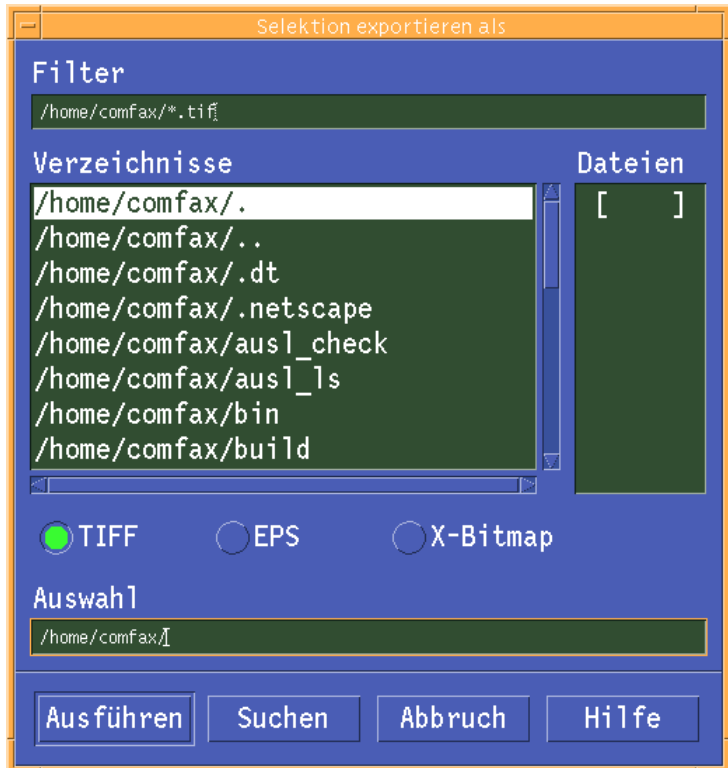 Selektion exportieren als
Filter
/home/comfax/*.tif
Verzeichnisse
Dateien
/home/comfax/.
[ ]
/home/comfax/..
/home/comfax/.dt
/home/comfax/.netscape
/home/comfax/ausl_check
/home/comfax/ausl_ls
/home/comfax/bin
/home/comfax/build
TIFF EPS X-Bitmap
Auswahl
/home/comfax/
Ausführen Suchen Abbruch Hilfe